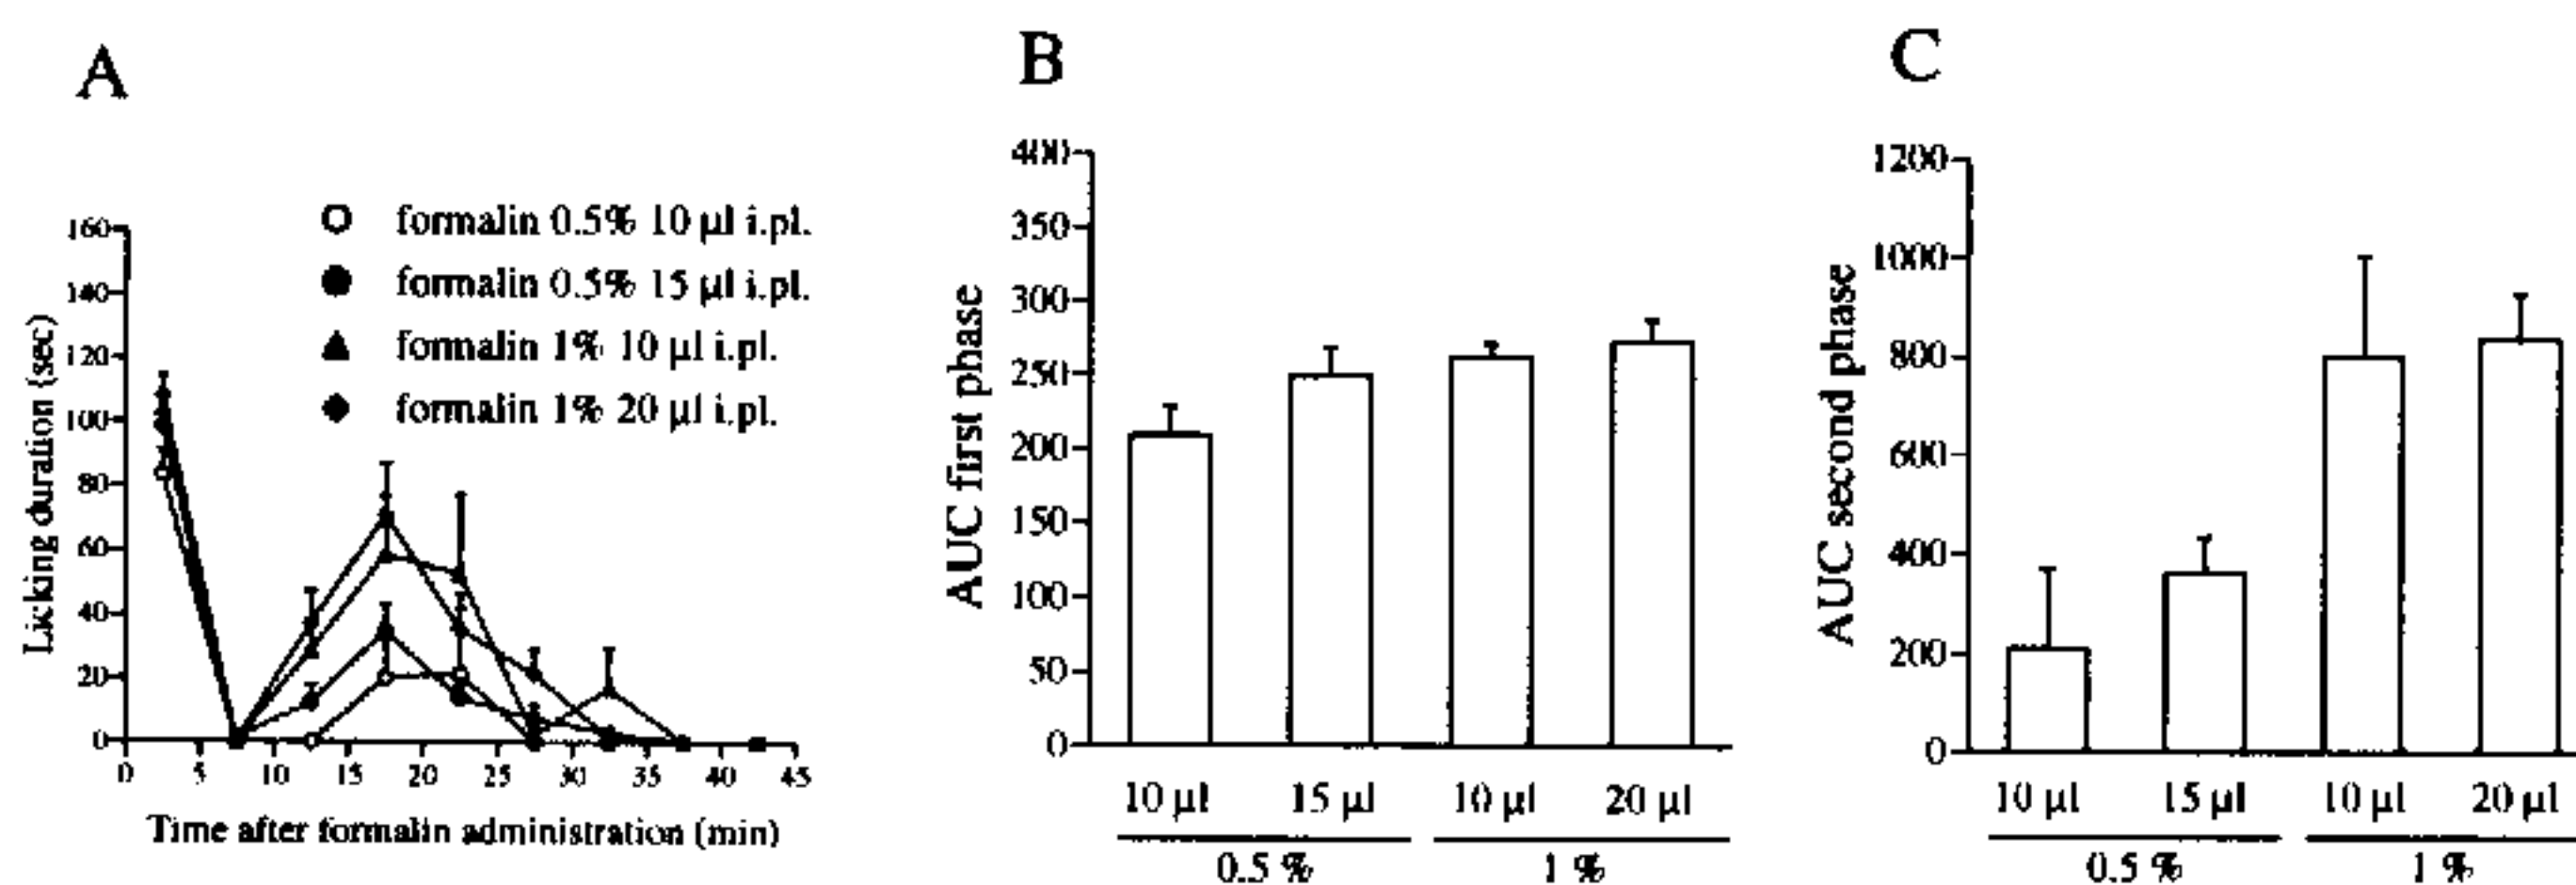 A
160
140
120
100
80
60
40
20
0
0 5 10 15 20 25 30 35 40 45
Licking duration (sec)
Time after formalin administration (min)
formalin 0.5% 10 µl i.pl.
formalin 0.5% 15 µl i.pl.
formalin 1% 10 µl i.pl.
formalin 1% 20 µl i.pl.
B
400
350
300
250
200
150
100
50
0
AUC first phase
10 µl 15 µl 10 µl 20 µl
0.5 % 1 %
C
1200
1000
800
600
400
200
0
AUC second phase
10 µl 15 µl 10 µl 20 µl
0.5 % 1 %